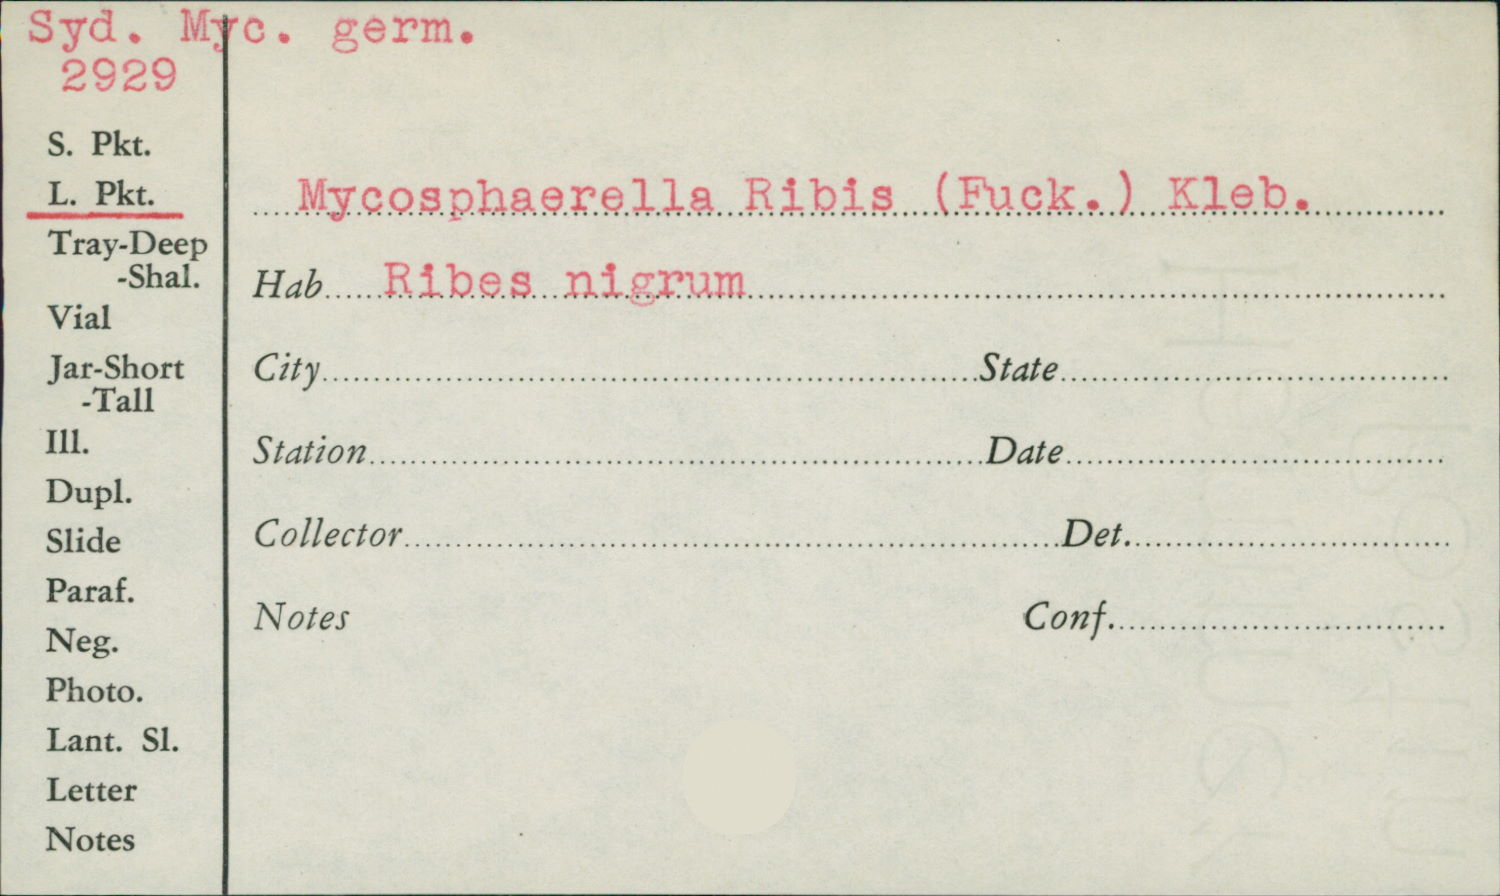 Syd. Myc. germ.
2929
S. Pkt.
L. Pkt.
Tray-Deep
-Shal.
Vial
Jar-Short
-Tall
Ill.
Dupl.
Slide
Paraf.
Neg.
Photo.
Lant. Sl.
Letter
Notes
Mycosphaerella Ribis (Fuck.) Kleb.
Hab Ribes nigrum
City State
Station Date
Collector Det.
Notes Conf.